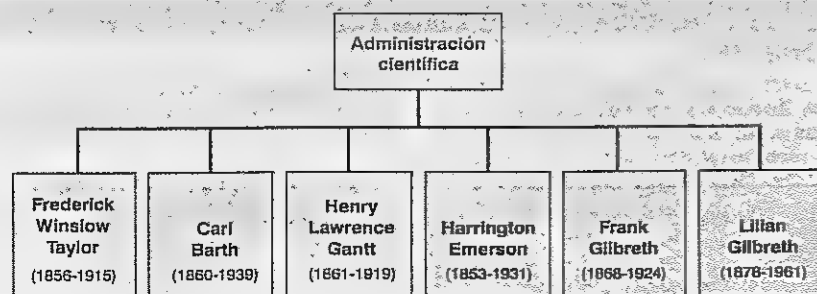 Administración
científica
Frederick
Winslow
Taylor
(1856-1915)
Carl
Barth
(1860-1939)
Henry
Lawrence
Gantt
(1861-1919)
Harrington
Emerson
(1853-1931)
Frank
Gilbreth
(1868-1924)
Lilian
Gilbreth
(1878-1961)